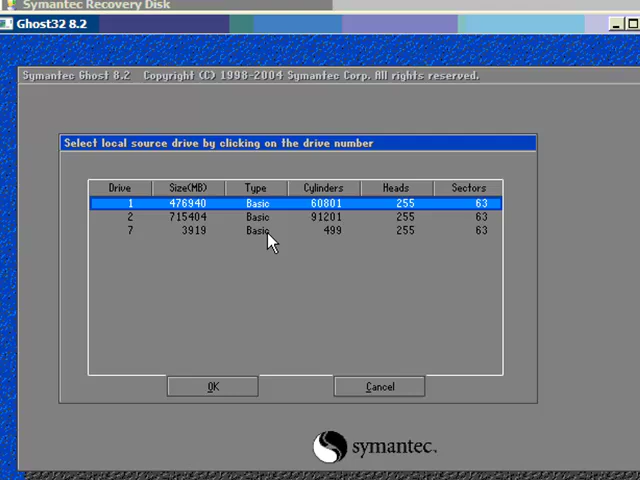 Symantec Recovery Disk
Ghost32 8.2
Symantec Ghost 8.2 Copyright (C) 1998-2004 Symantec Corp. All rights reserved.
Select local source drive by clicking on the drive number
Drive Size(MB) Type Cylinders Heads Sectors
1 476940 Basic 60801 255 63
2 715404 Basic 91201 255 63
7 3919 Basic 499 255 63
OK Cancel
symantec.